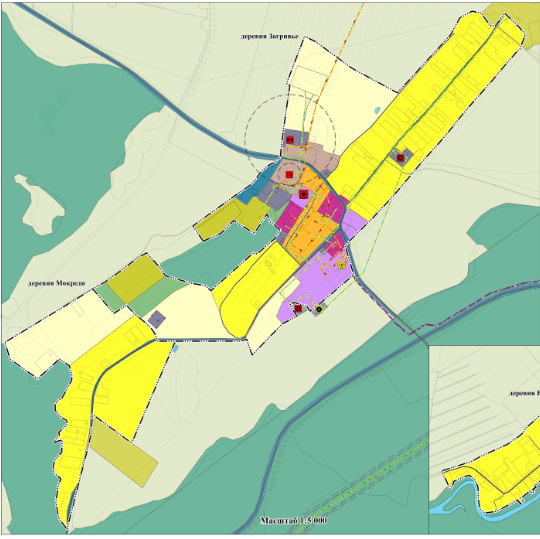 деревня Загривье
деревня Мокреди
деревня
Масштаб 1:5 000